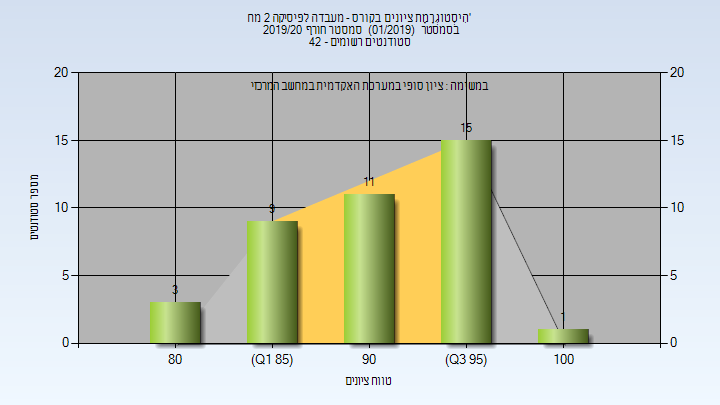 היסטוגרמת ציונים בקורס - מעבדה לפיסיקה 2 מח'
בסמסטר (01/2019) סמסטר חורף 2019/20
סטודנטים רשומים - 42
במשימה : ציון סופי במערכת האקדמית במחשב המרכזי
20 20
15 15
10 10
5 5
0 0
3 9 11 15 1
80 (Q1 85) 90 (Q3 95) 100
מספר סטודנטים
טווח ציונים